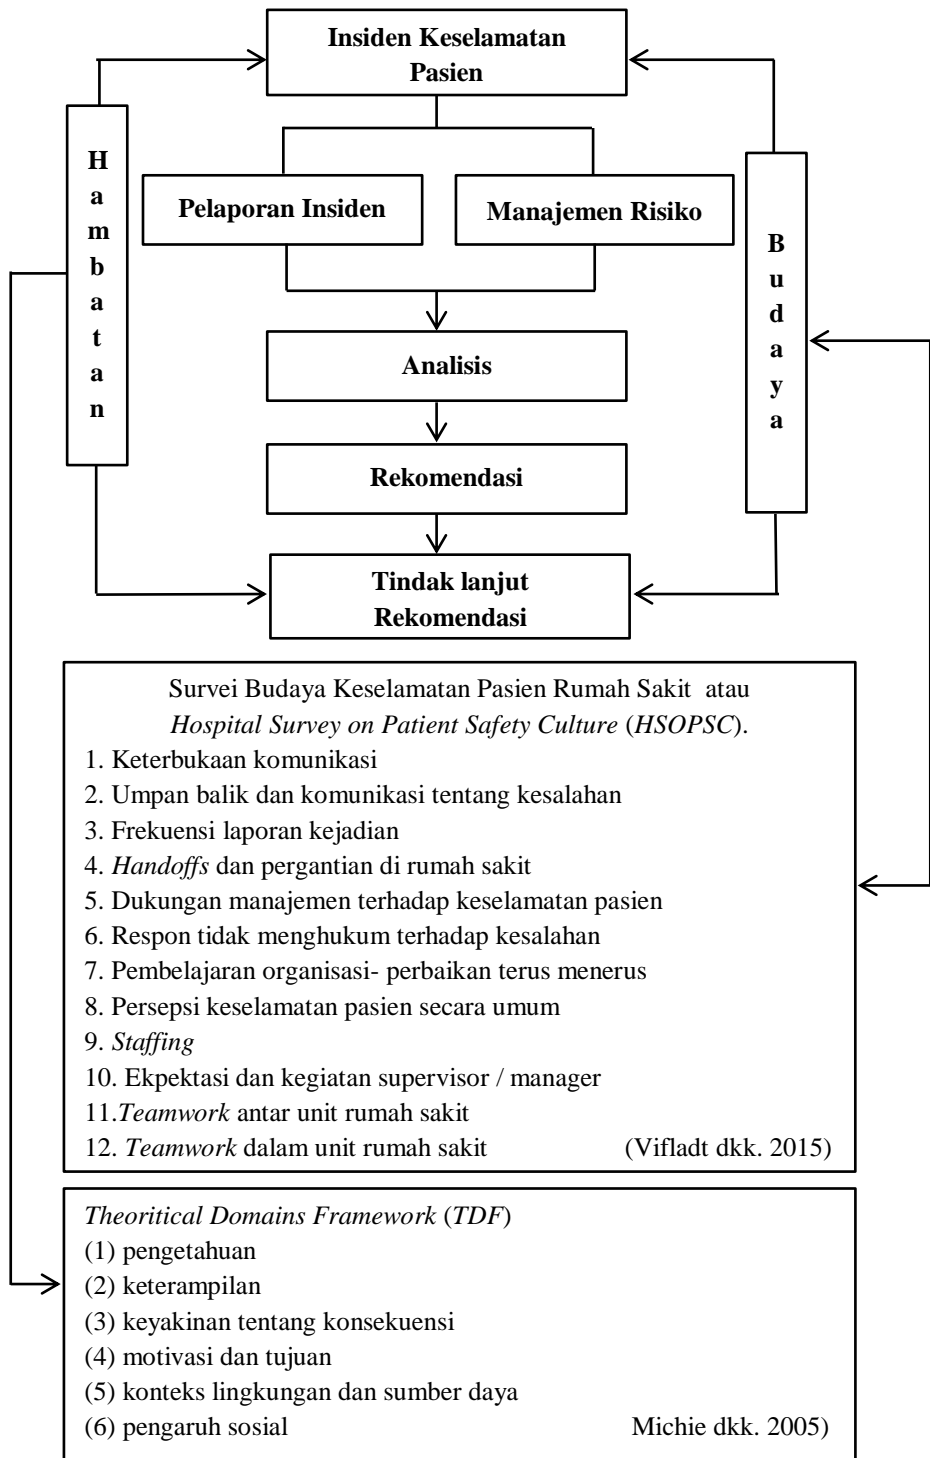 Insiden Keselamatan
Pasien
Hambatan
Pelaporan Insiden
Manajemen Risiko
Budaya
Analisis
Rekomendasi
Tindak lanjut
Rekomendasi
Survei Budaya Keselamatan Pasien Rumah Sakit atau
Hospital Survey on Patient Safety Culture (HSOPSC).
1. Keterbukaan komunikasi
2. Umpan balik dan komunikasi tentang kesalahan
3. Frekuensi laporan kejadian
4. Handoffs dan pergantian di rumah sakit
5. Dukungan manajemen terhadap keselamatan pasien
6. Respon tidak menghukum terhadap kesalahan
7. Pembelajaran organisasi- perbaikan terus menerus
8. Persepsi keselamatan pasien secara umum
9. Staffing
10. Ekpektasi dan kegiatan supervisor / manager
11.Teamwork antar unit rumah sakit
12. Teamwork dalam unit rumah sakit (Vifladt dkk. 2015)
Theoritical Domains Framework (TDF)
(1) pengetahuan
(2) keterampilan
(3) keyakinan tentang konsekuensi
(4) motivasi dan tujuan
(5) konteks lingkungan dan sumber daya
(6) pengaruh sosial Michie dkk. 2005)